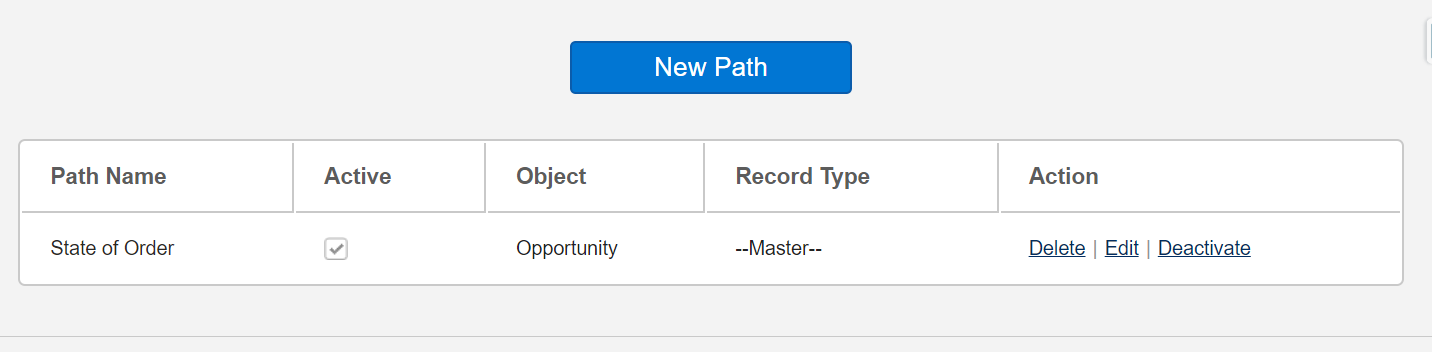 New Path
Path Name Active Object Record Type Action
State of Order Opportunity --Master-- Delete | Edit | Deactivate